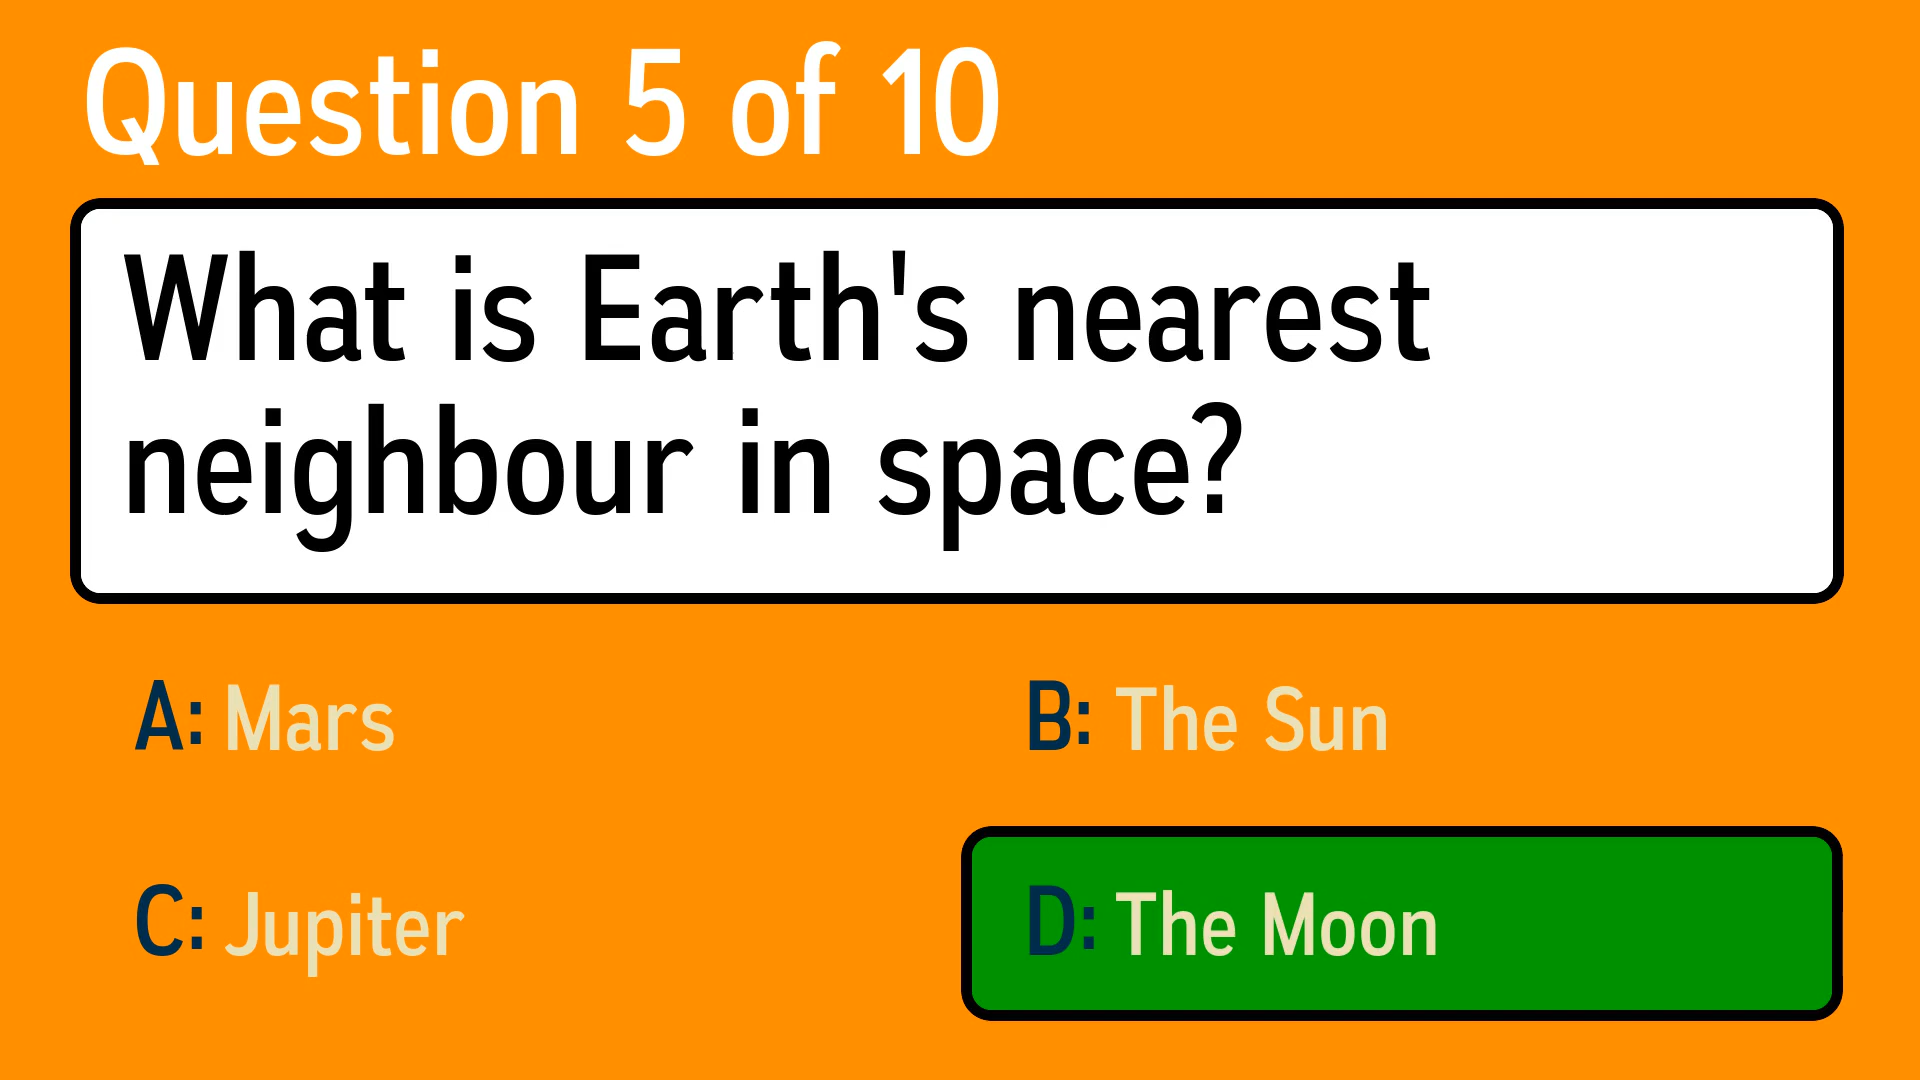 Question 5 of 10
What is Earth's nearest
neighbour in space?
A: Mars
B: The Sun
C: Jupiter
D: The Moon